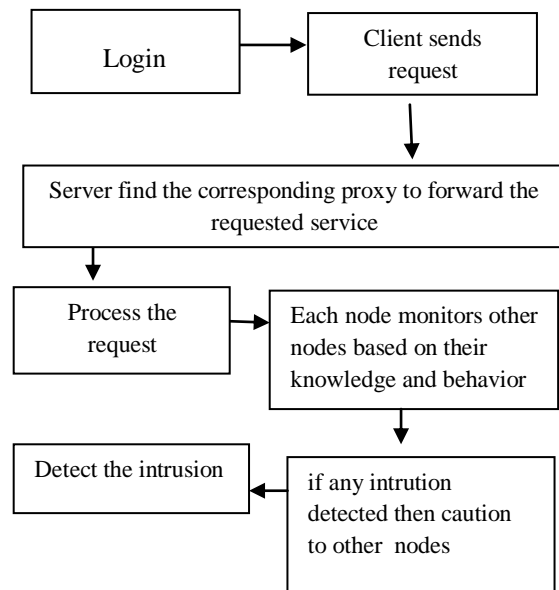 Login
Client sends
request
Server find the corresponding proxy to forward the
requested service
Process the
request
Each node monitors other
nodes based on their
knowledge and behavior
Detect the intrusion
if any intrution
detected then caution
to other nodes